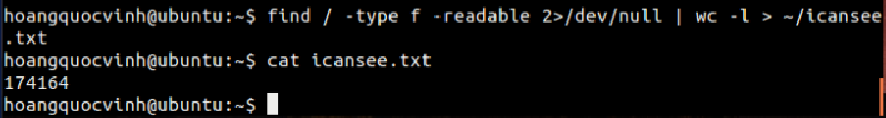 hoangquocvinh@ubuntu:~$ find / -type f -readable 2>/dev/null | wc -l > ~/icansee
.txt
hoangquocvinh@ubuntu:~$ cat icansee.txt
174164
hoangquocvinh@ubuntu:~$